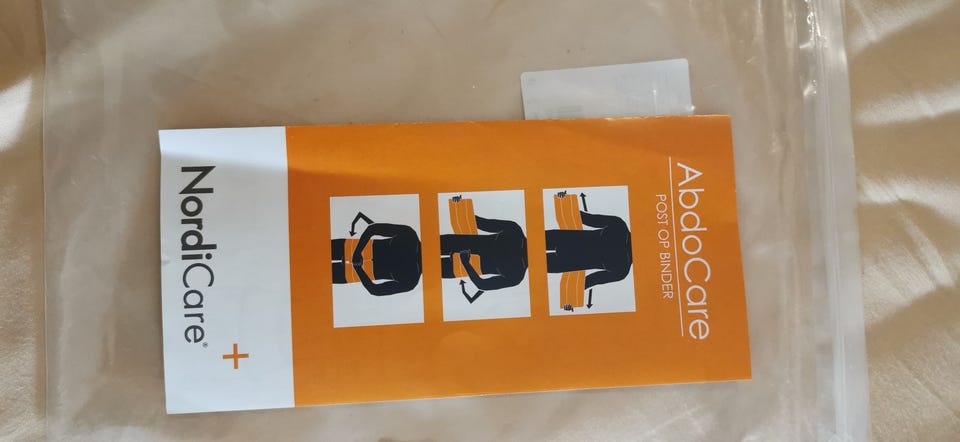 AbdoCare
POST OP BINDER
NordiCare®